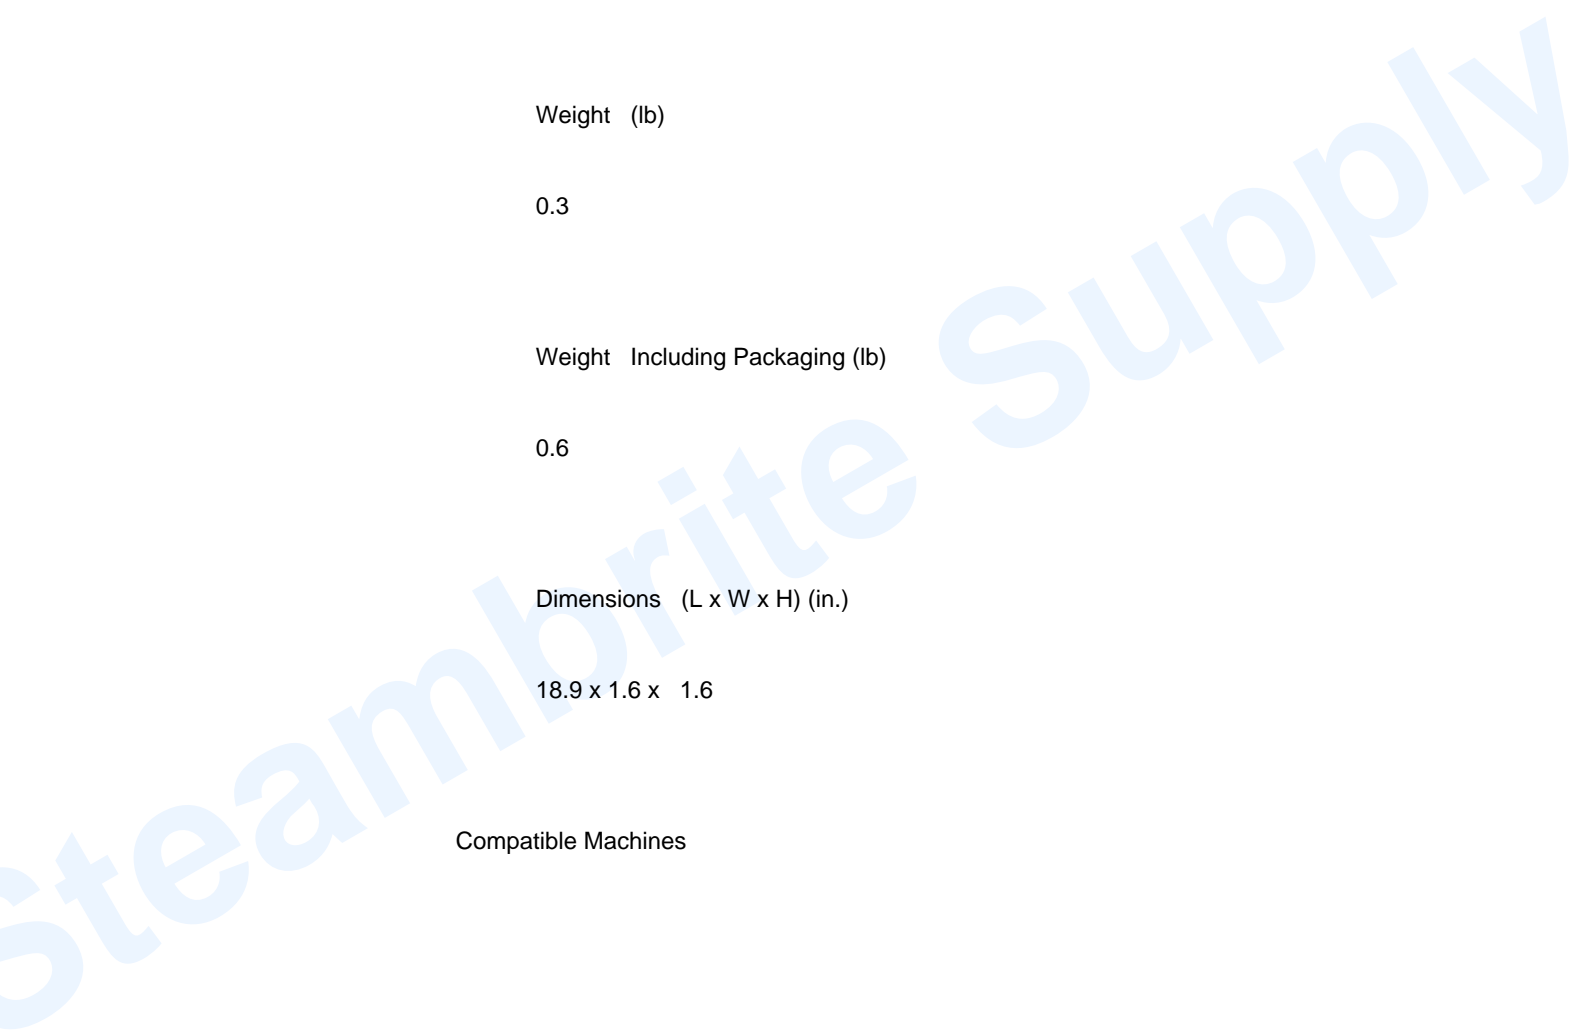 Weight (lb)
0.3
Weight Including Packaging (lb)
0.6
Dimensions (L x W x H) (in.)
18.9 x 1.6 x 1.6
Compatible Machines
Steambrite Supply